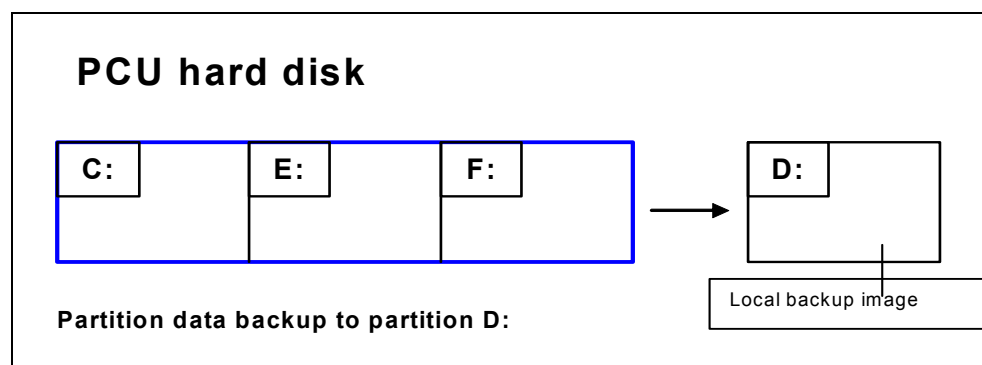 PCU hard disk
C: E: F: D:
Local backup image
Partition data backup to partition D: